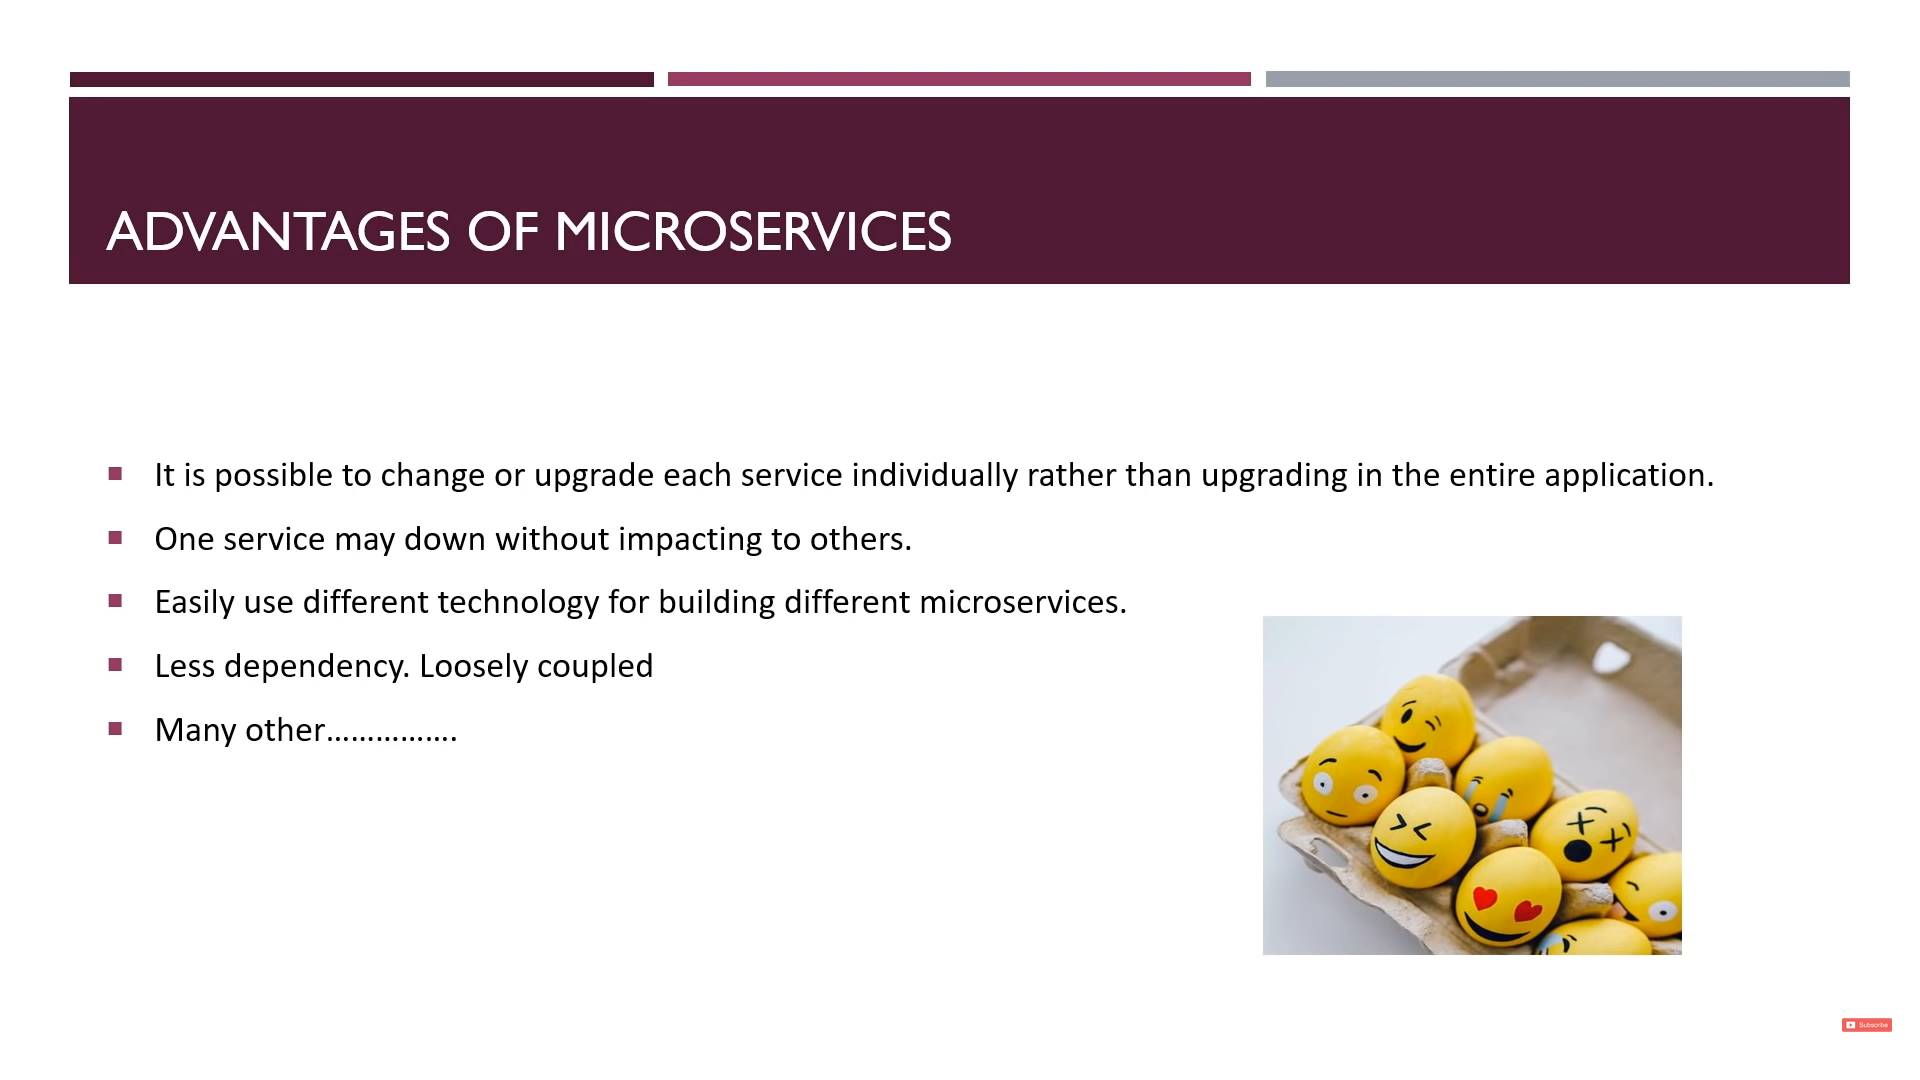 ADVANTAGES OF MICROSERVICES
It is possible to change or upgrade each service individually rather than upgrading in the entire application.
One service may down without impacting to others.
Easily use different technology for building different microservices.
Less dependency. Loosely coupled
Many other…………….
Subscribe